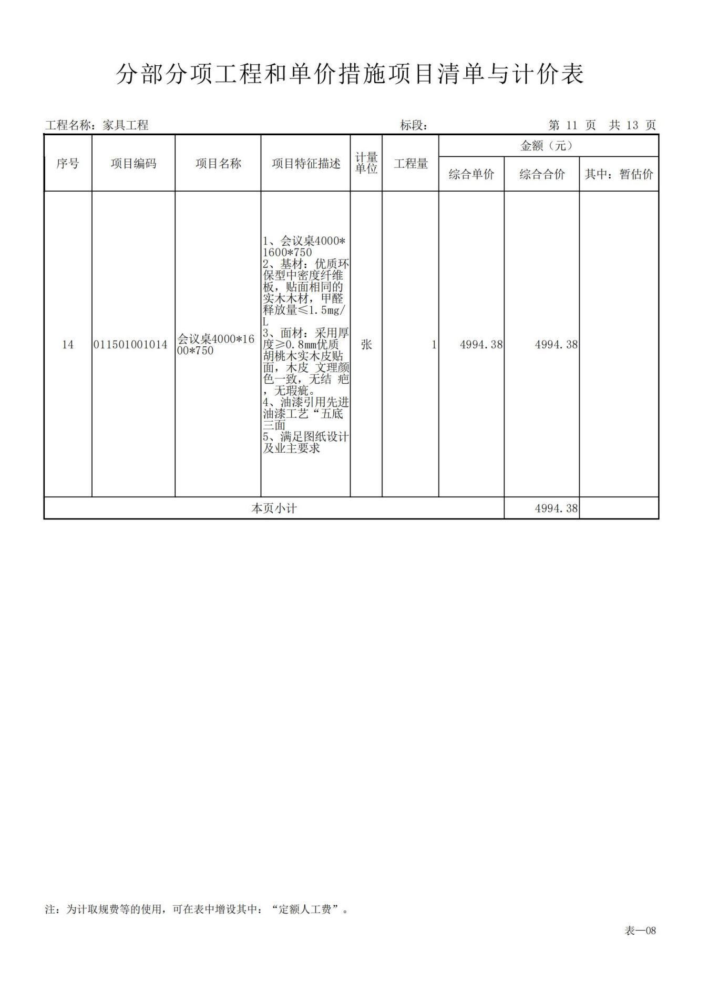 分部分项工程和单价措施项目清单与计价表
工程名称：家具工程 标段： 第 11 页 共 13 页
序号 项目编码 项目名称 项目特征描述 计量单位 工程量 金额（元）
综合单价 综合合价 其中：暂估价
14 011501001014
会议桌4000*16
00*750
1、会议桌4000*
1600*750
2、基材：优质环
保型中密度纤维
板，贴面相同的
实木木材，甲醛
释放量≤1.5mg/
L
3、面材：采用厚
度≥0.8mm优质
胡桃木实木皮贴
面，木皮 文理颜
色一致，无结 疤
，无瑕疵。
4、油漆引用先进
油漆工艺“五底
三面
5、满足图纸设计
及业主要求
张 1 4994.38 4994.38
本页小计 4994.38
注：为计取规费等的使用，可在表中增设其中：“定额人工费”。
表—08